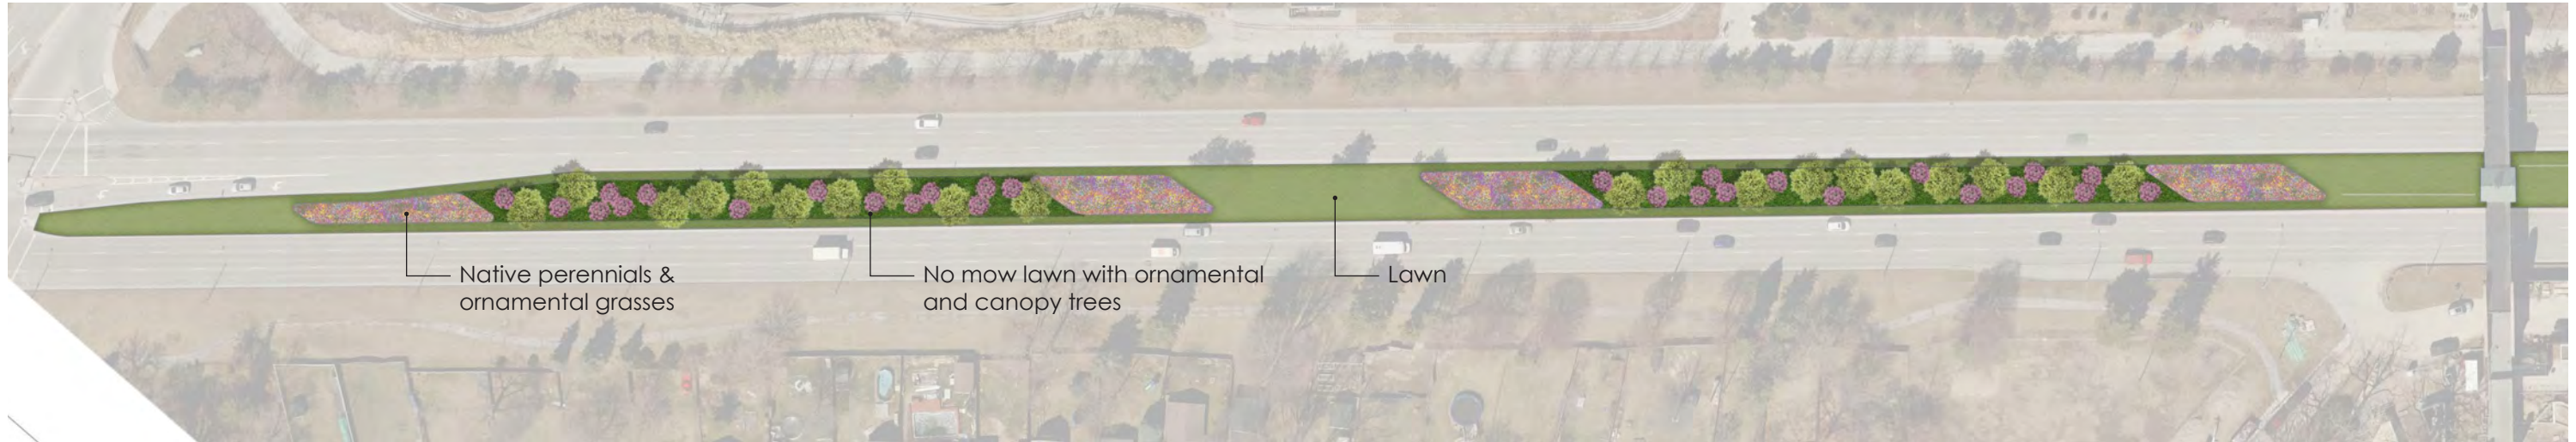 Native perennials &
ornamental grasses
No mow lawn with ornamental
and canopy trees
Lawn